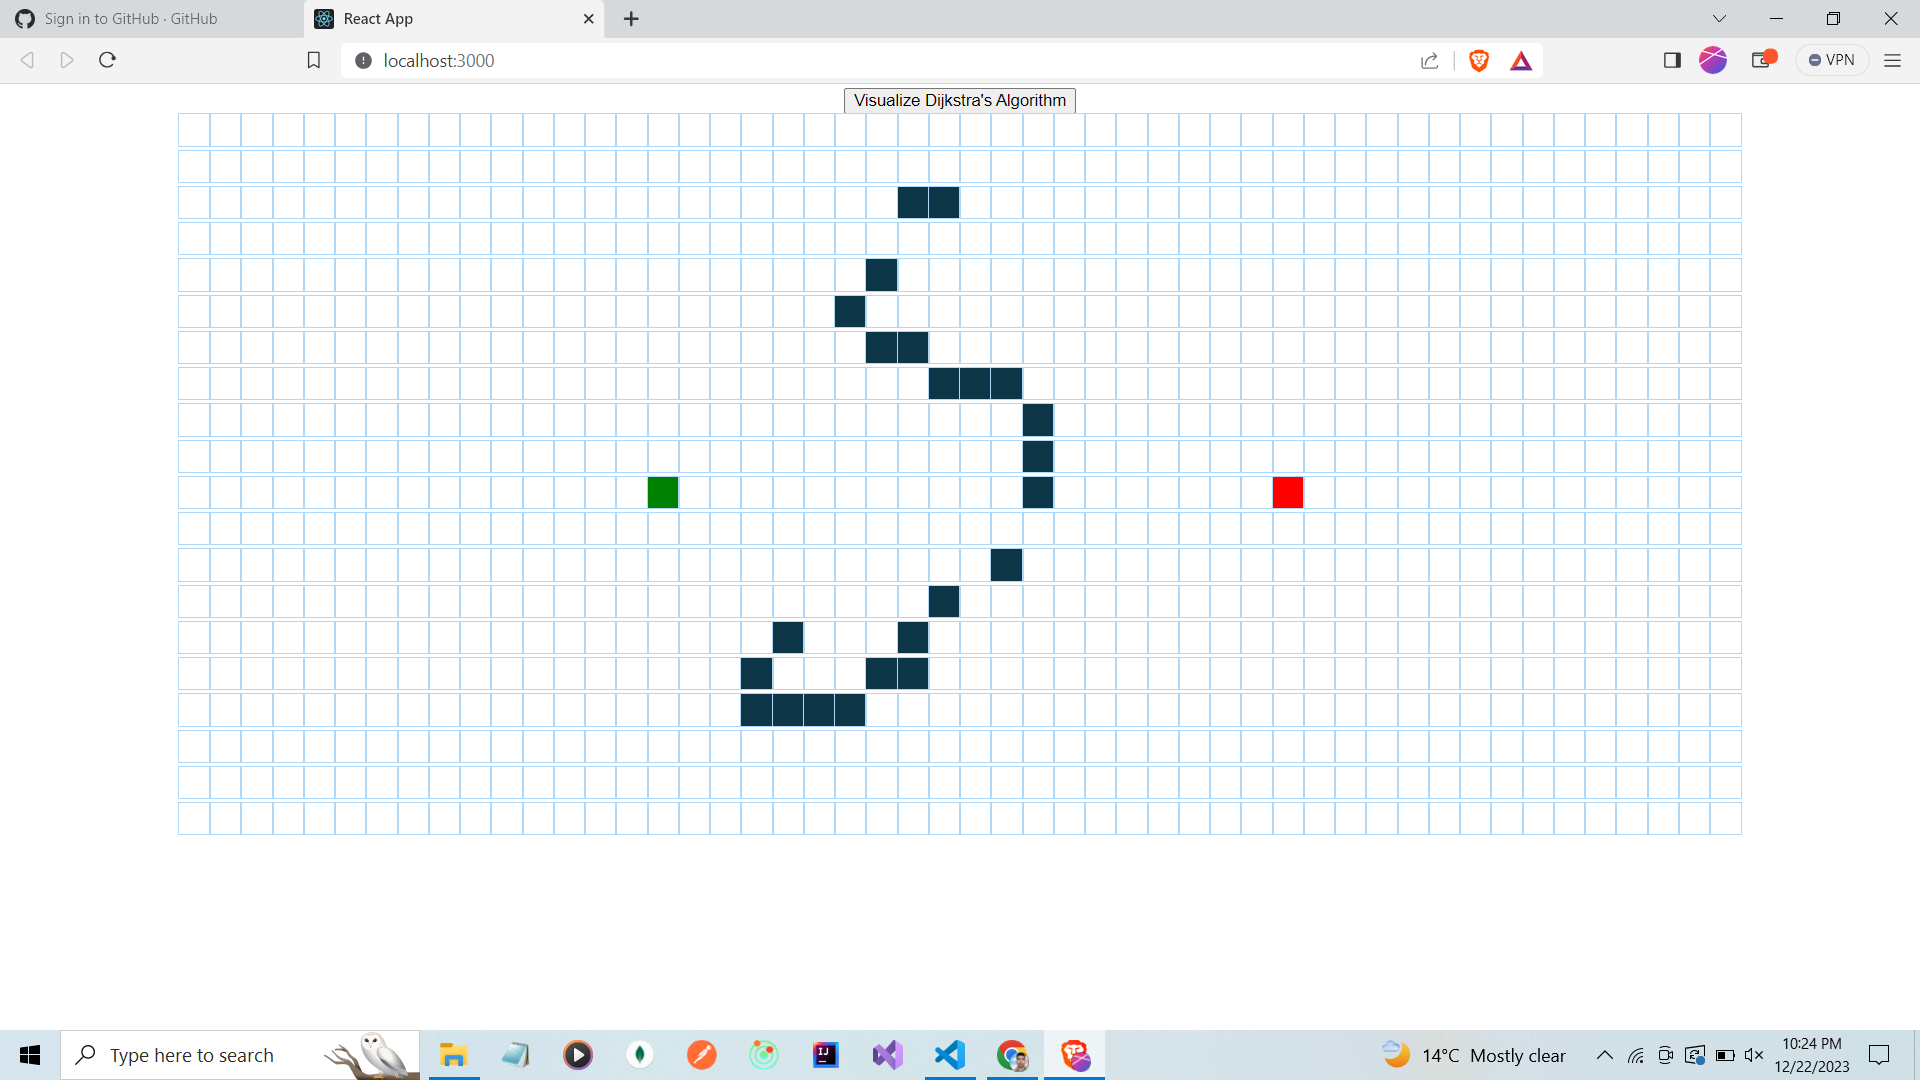 Sign in to GitHub · GitHub
React App
localhost:3000
VPN
Visualize Dijkstra's Algorithm
Type here to search
IJ
14°C Mostly clear
10:24 PM
12/22/2023